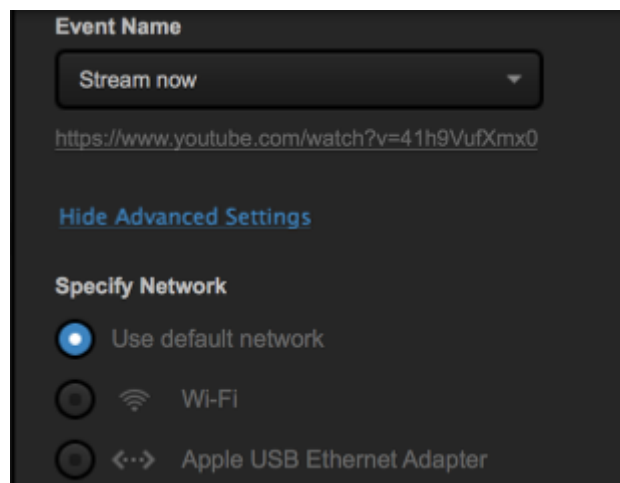 Event Name
Stream now
https://www.youtube.com/watch?v=41h9VufXmx0
Hide Advanced Settings
Specify Network
Use default network
Wi-Fi
Apple USB Ethernet Adapter